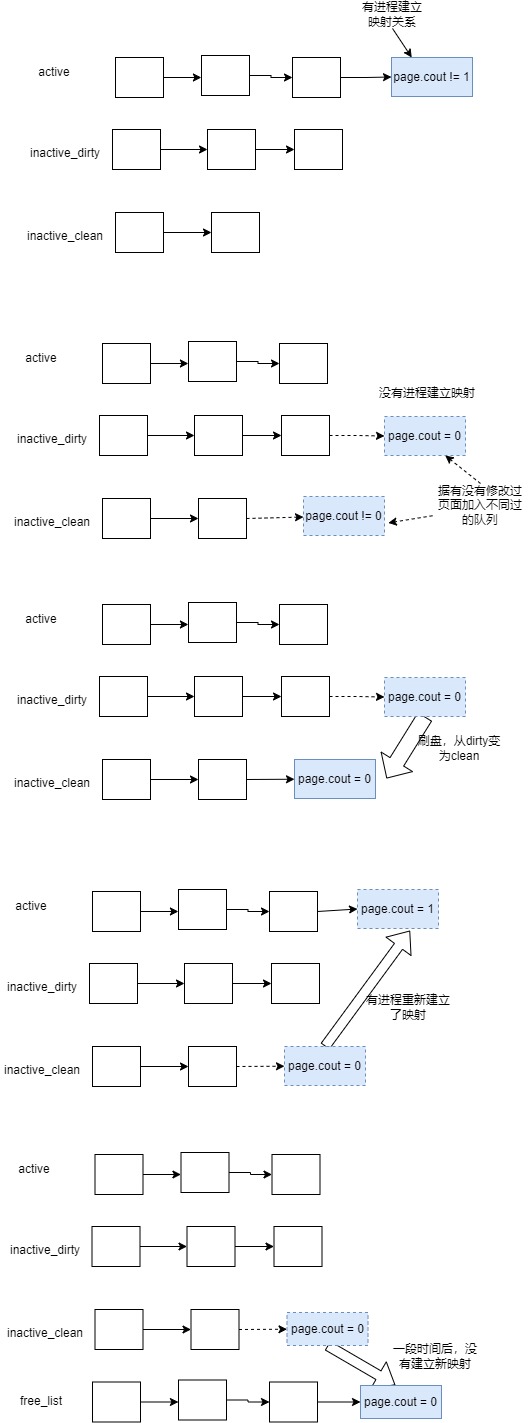 有进程建立
映射关系
active
page.cout != 1
inactive_dirty
inactive_clean
active
没有进程建立映射
inactive_dirty
page.cout = 0
inactive_clean
page.cout != 0
据有没有修改过
页面加入不同过
的队列
active
inactive_dirty
page.cout = 0
刷盘，从dirty变
为clean
inactive_clean
page.cout = 0
active
page.cout = 1
inactive_dirty
有进程重新建立
了映射
inactive_clean
page.cout = 0
active
inactive_dirty
inactive_clean
page.cout = 0
一段时间后，没
有建立新映射
free_list
page.cout = 0